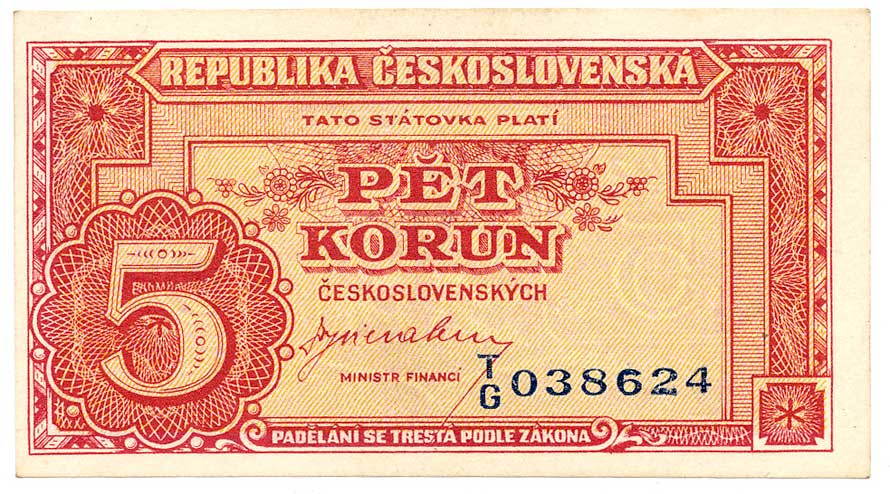 REPUBLIKA ČESKOSLOVENSKÁ
TATO STÁTOVKA PLATÍ
PĚT
KORUN
ČESKOSLOVENSKÝCH
5
MINISTR FINANCÍ
T/G 038624
PADĚLÁNÍ SE TRESTÁ PODLE ZÁKONA